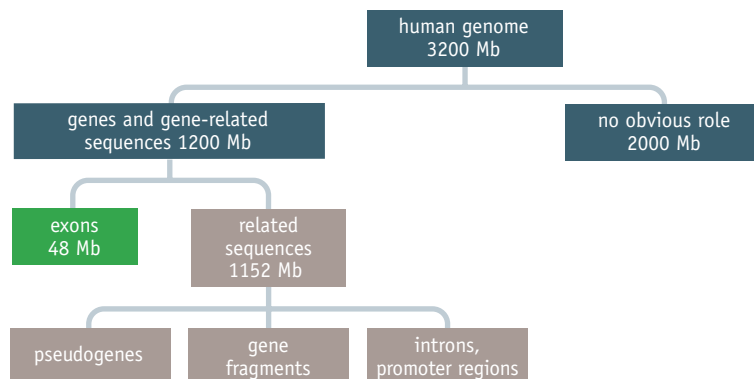 human genome
3200 Mb
genes and gene-related
sequences 1200 Mb
no obvious role
2000 Mb
exons
48 Mb
related
sequences
1152 Mb
pseudogenes
gene
fragments
introns,
promoter regions